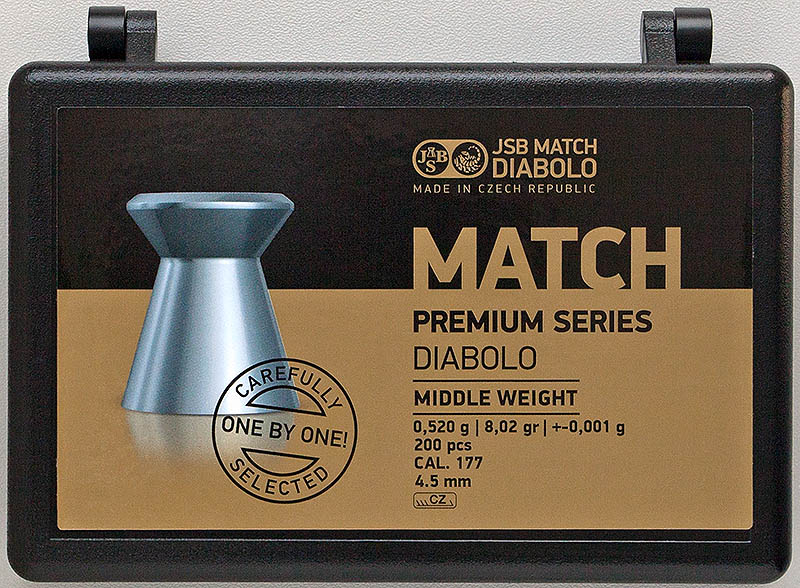 JSB
JSB MATCH
DIABOLO
MADE IN CZECH REPUBLIC
MATCH
PREMIUM SERIES
DIABOLO
MIDDLE WEIGHT
0,520 g | 8,02 gr | +-0,001 g
200 pcs
CAL. 177
4.5 mm
CZ
CAREFULLY
ONE BY ONE!
SELECTED